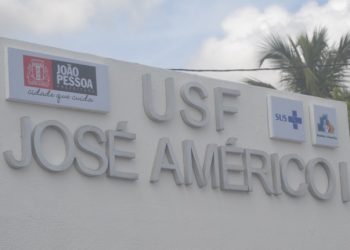 JOÃO
PESSOA
cidade que cuida
USF
SUS
JOSÉ AMÉRICO I